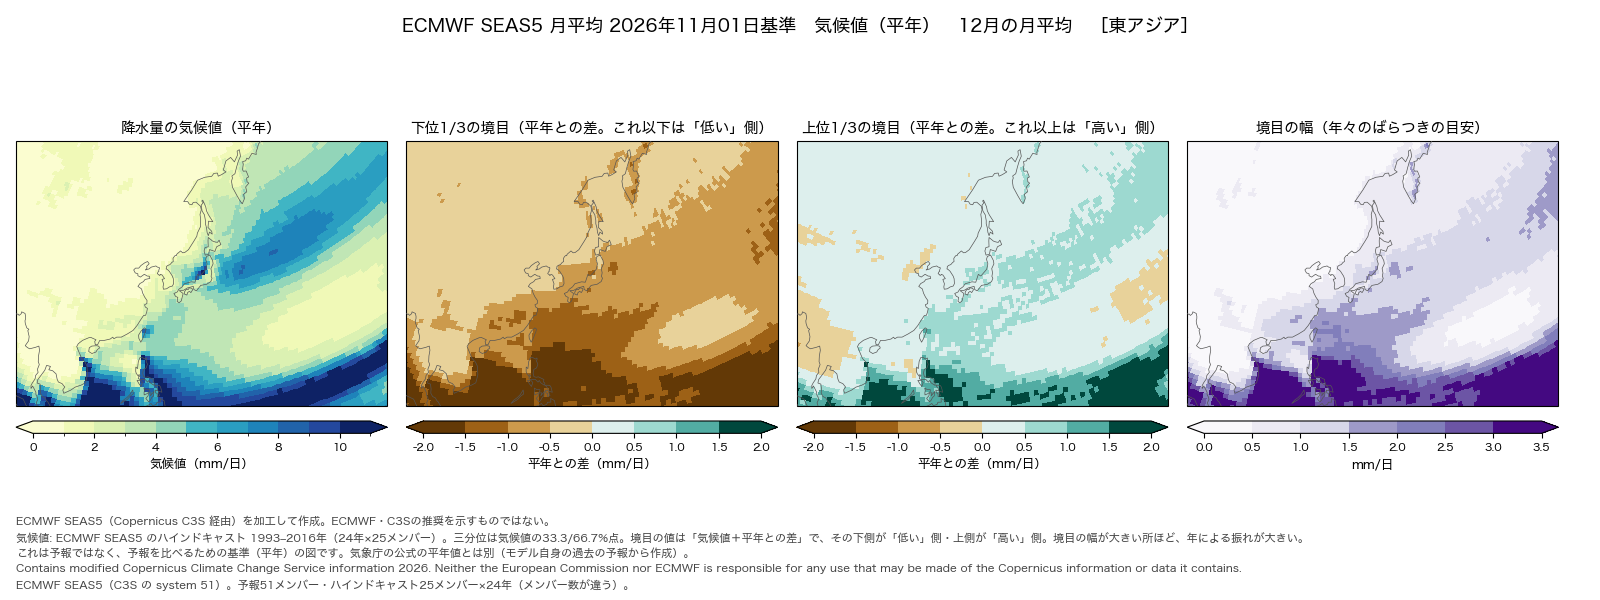 ECMWF SEAS5 月平均 2026年11月01日基準　気候値（平年）　12月の月平均　［東アジア］
降水量の気候値（平年）
下位1/3の境目（平年との差。これ以下は「低い」側）
上位1/3の境目（平年との差。これ以上は「高い」側）
境目の幅（年々のばらつきの目安）
0 2 4 6 8 10
気候値（mm/日）
-2.0 -1.5 -1.0 -0.5 0.0 0.5 1.0 1.5 2.0
平年との差（mm/日）
-2.0 -1.5 -1.0 -0.5 0.0 0.5 1.0 1.5 2.0
平年との差（mm/日）
0.0 0.5 1.0 1.5 2.0 2.5 3.0 3.5
mm/日
ECMWF SEAS5（Copernicus C3S 経由）を加工して作成。ECMWF・C3Sの推奨を示すものではない。
気候値: ECMWF SEAS5 のハインドキャスト 1993–2016年（24年×25メンバー）。三分位は気候値の33.3/66.7%点。境目の値は「気候値＋平年との差」で、その下側が「低い」側・上側が「高い」側。境目の幅が大きい所ほど、年による振れが大きい。
これは予報ではなく、予報を比べるための基準（平年）の図です。気象庁の公式の平年値とは別（モデル自身の過去の予報から作成）。
Contains modified Copernicus Climate Change Service information 2026. Neither the European Commission nor ECMWF is responsible for any use that may be made of the Copernicus information or data it contains.
ECMWF SEAS5（C3S の system 51）。予報51メンバー・ハインドキャスト25メンバー×24年（メンバー数が違う）。